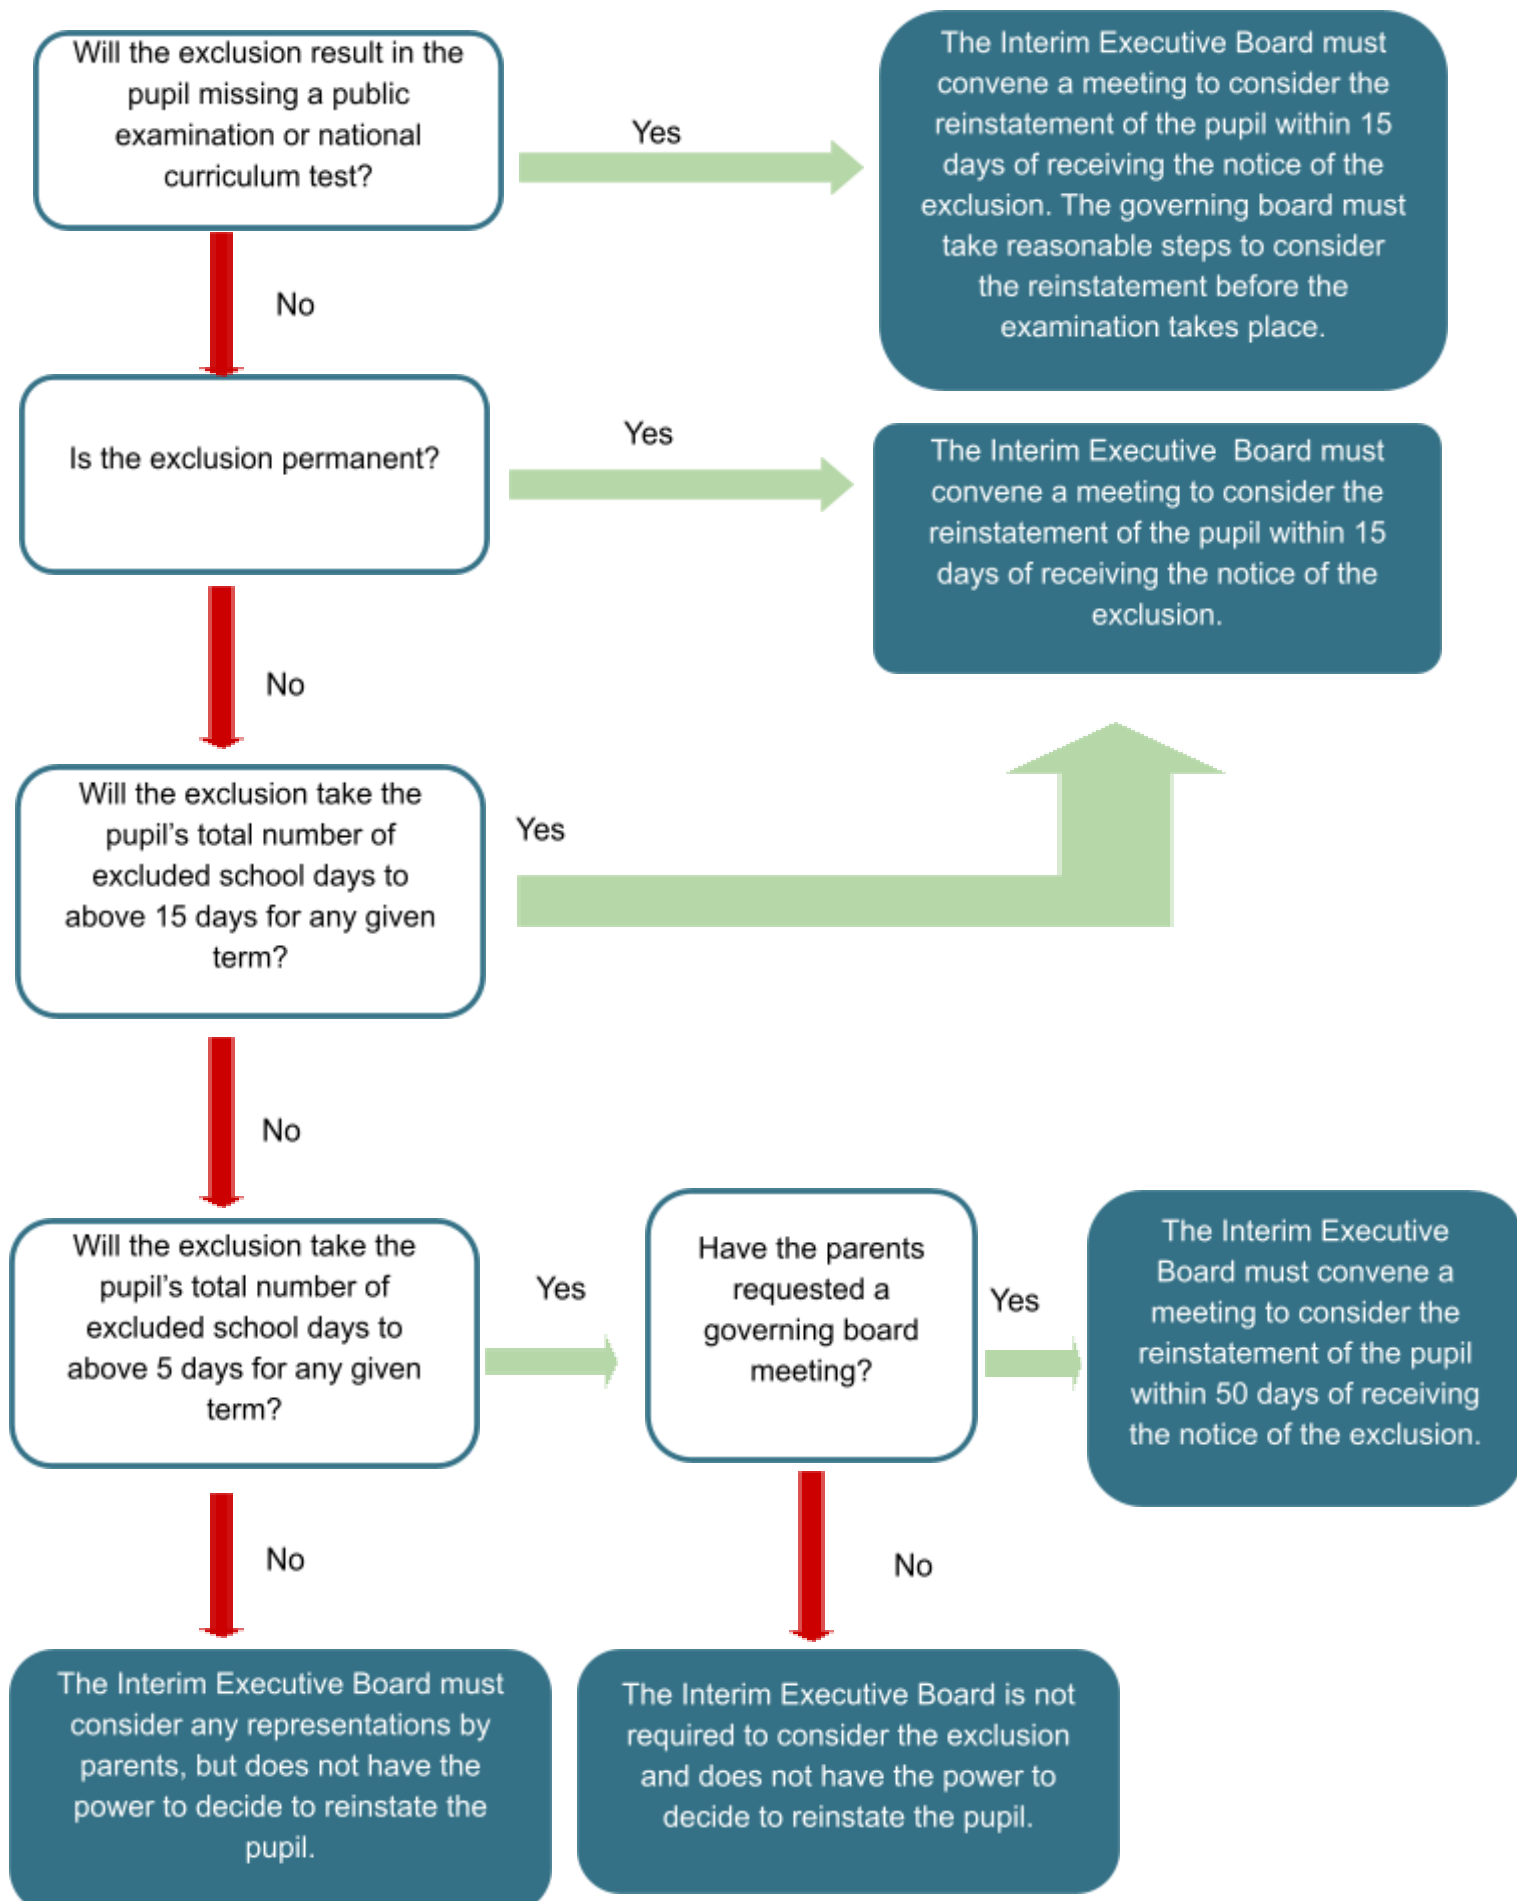 Will the exclusion result in the
pupil missing a public
examination or national
curriculum test?
Yes
The Interim Executive Board must
convene a meeting to consider the
reinstatement of the pupil within 15
days of receiving the notice of the
exclusion. The governing board must
take reasonable steps to consider
the reinstatement before the
examination takes place.
No
Is the exclusion permanent?
Yes
The Interim Executive  Board must
convene a meeting to consider the
reinstatement of the pupil within 15
days of receiving the notice of the
exclusion.
No
Will the exclusion take the
pupil’s total number of
excluded school days to
above 15 days for any given
term?
Yes
No
Will the exclusion take the
pupil’s total number of
excluded school days to
above 5 days for any given
term?
Yes
Have the parents
requested a
governing board
meeting?
Yes
The Interim Executive
Board must convene a
meeting to consider the
reinstatement of the pupil
within 50 days of receiving
the notice of the exclusion.
No
No
The Interim Executive Board must
consider any representations by
parents, but does not have the
power to decide to reinstate the
pupil.
The Interim Executive Board is not
required to consider the exclusion
and does not have the power to
decide to reinstate the pupil.